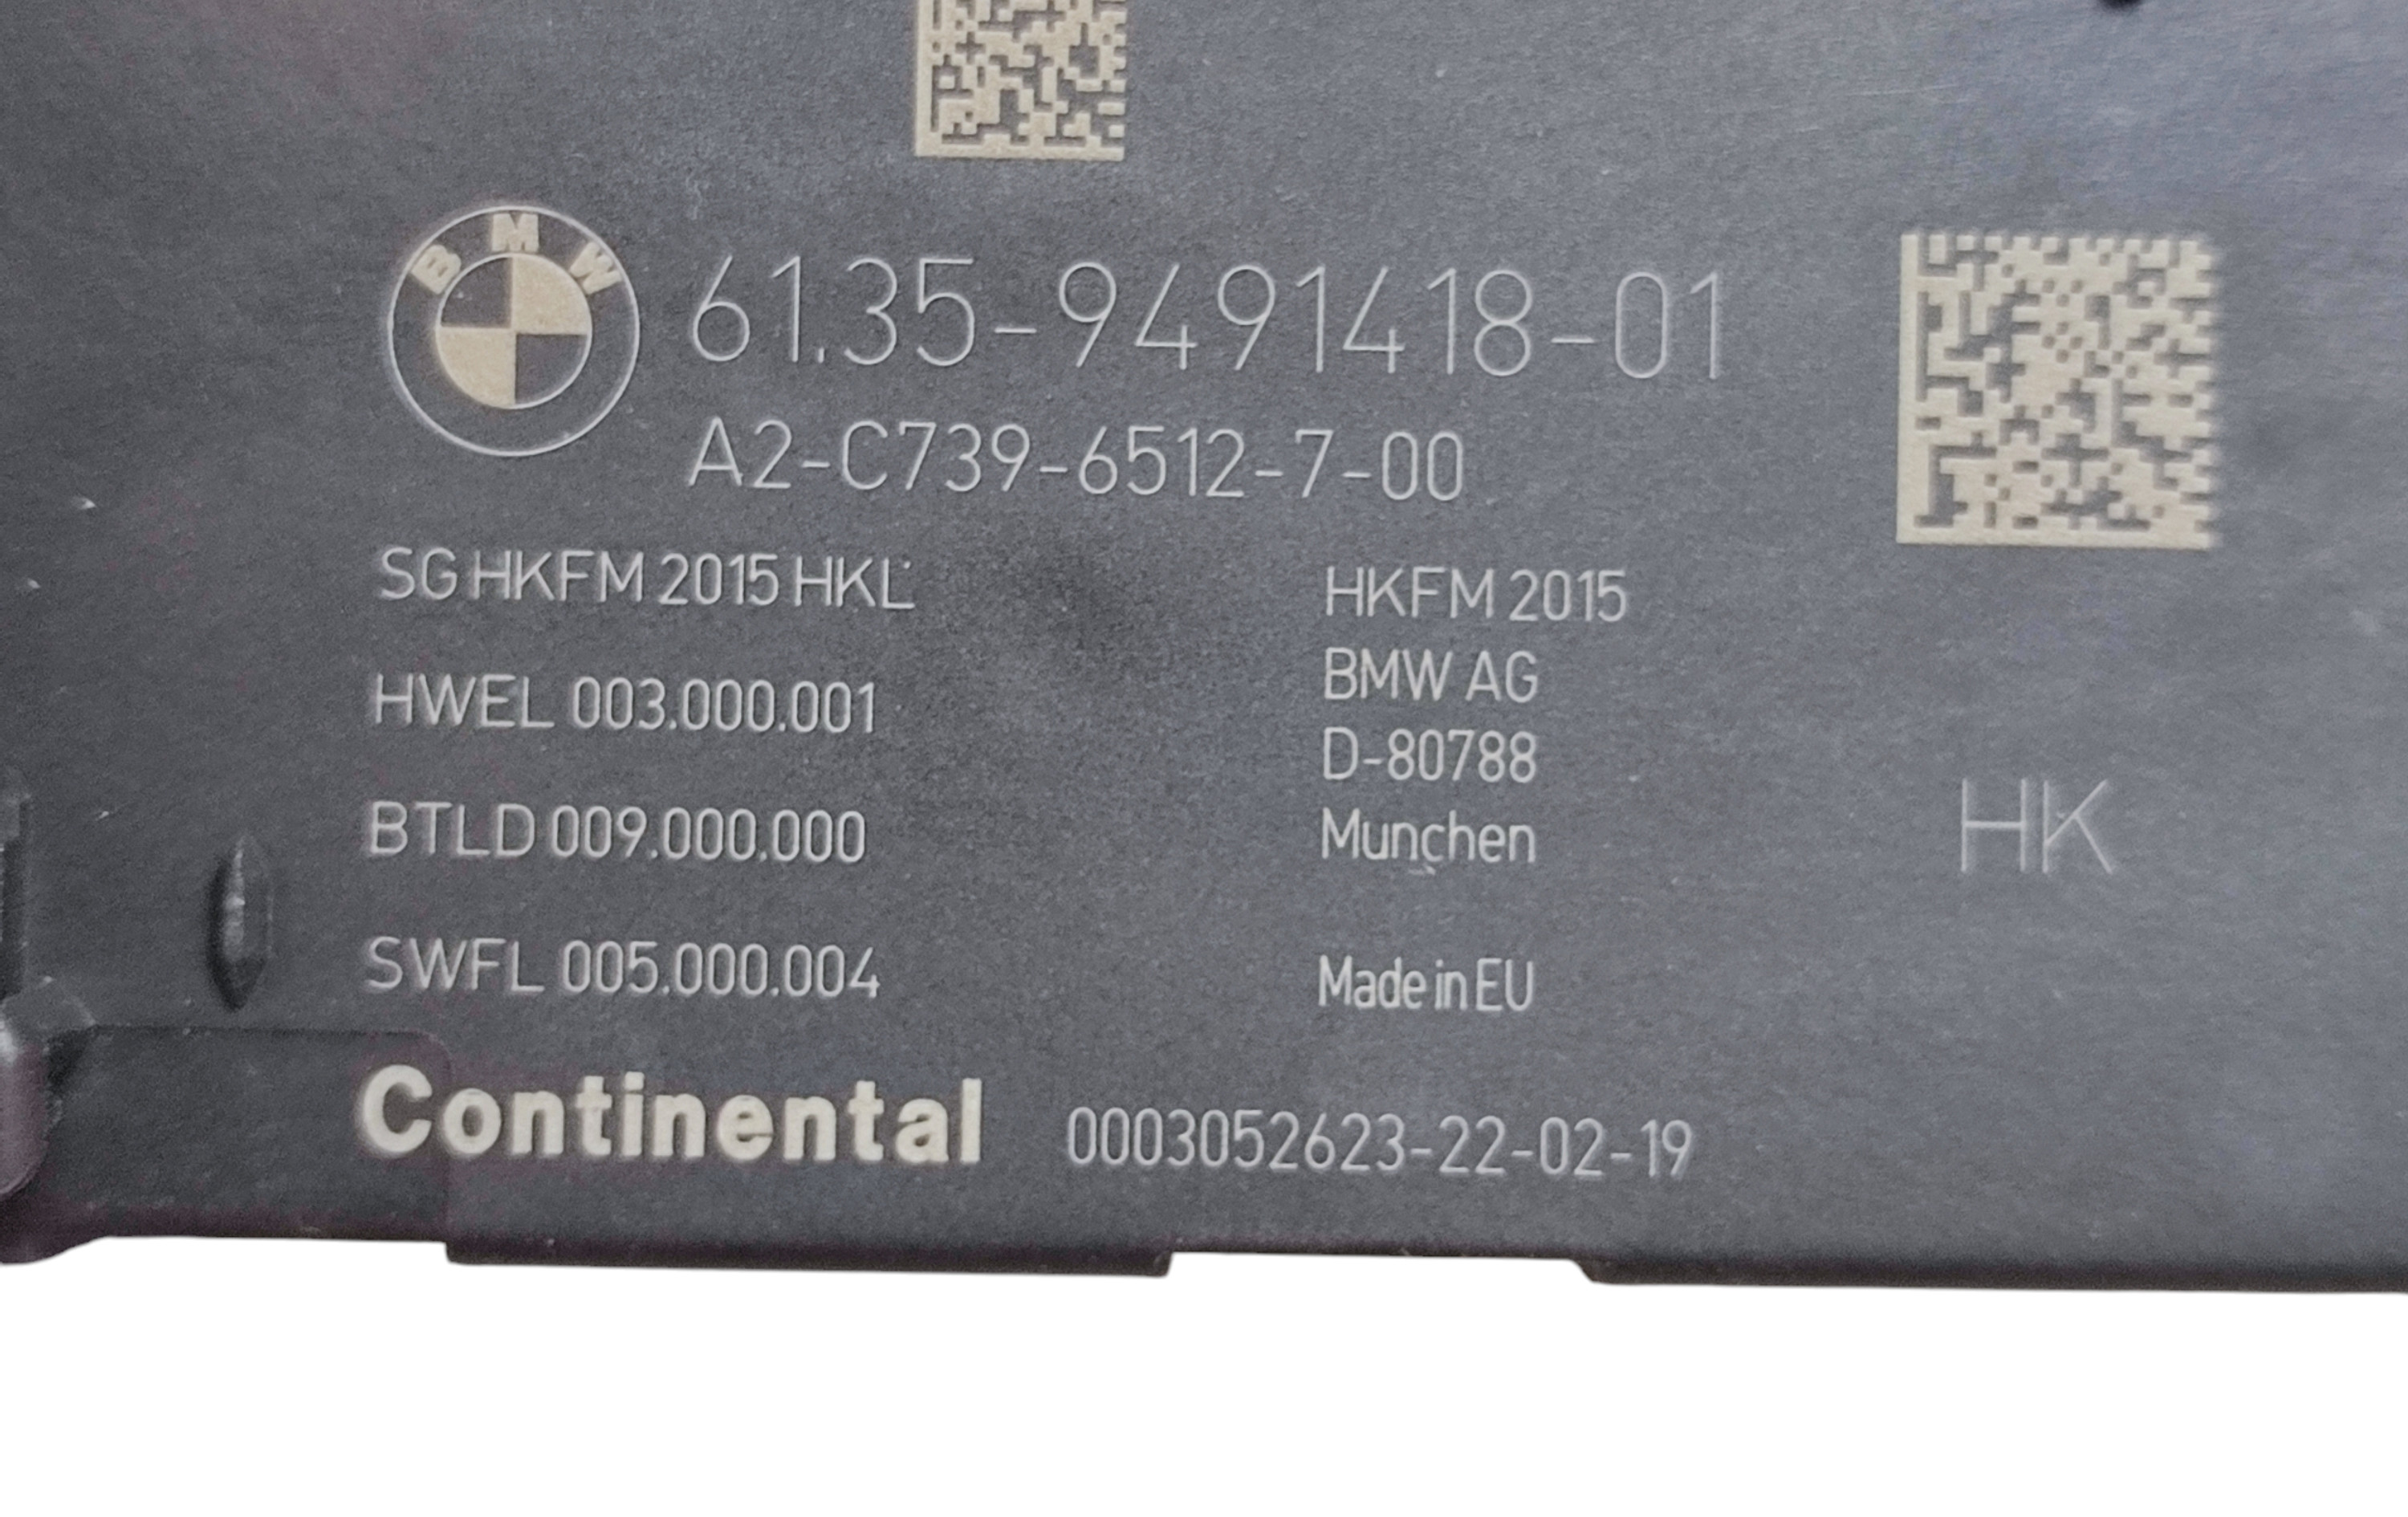 BMW
61.35-9491418-01
A2-C739-6512-7-00
SG HKFM 2015 HKL
HWEL 003.000.001
BTLD 009.000.000
SWFL 005.000.004
HKFM 2015
BMW AG
D-80788
Munchen
Made in EU
HK
Continental
0003052623-22-02-19